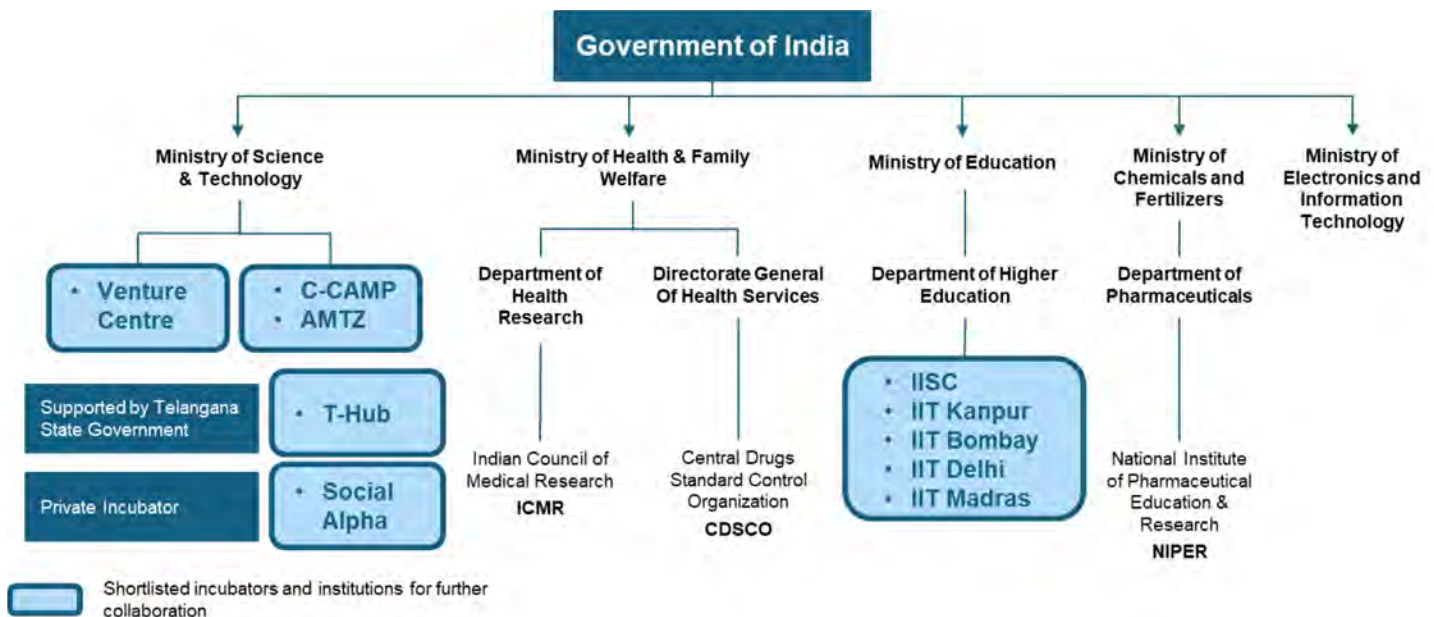 Government of India
Ministry of Science
& Technology
Ministry of Health & Family
Welfare
Ministry of Education
Ministry of
Chemicals and
Fertilizers
Ministry of
Electronics and
Information
Technology
• Venture
Centre
• C-CAMP
• AMTZ
Department of
Health
Research
Directorate General
Of Health Services
Department of Higher
Education
Department of
Pharmaceuticals
Supported by Telangana
State Government
• T-Hub
Private Incubator
• Social
Alpha
Indian Council of
Medical Research
ICMR
Central Drugs
Standard Control
Organization
CDSCO
• IISC
• IIT Kanpur
• IIT Bombay
• IIT Delhi
• IIT Madras
National Institute
of Pharmaceutical
Education &
Research
NIPER
Shortlisted incubators and institutions for further
collaboration